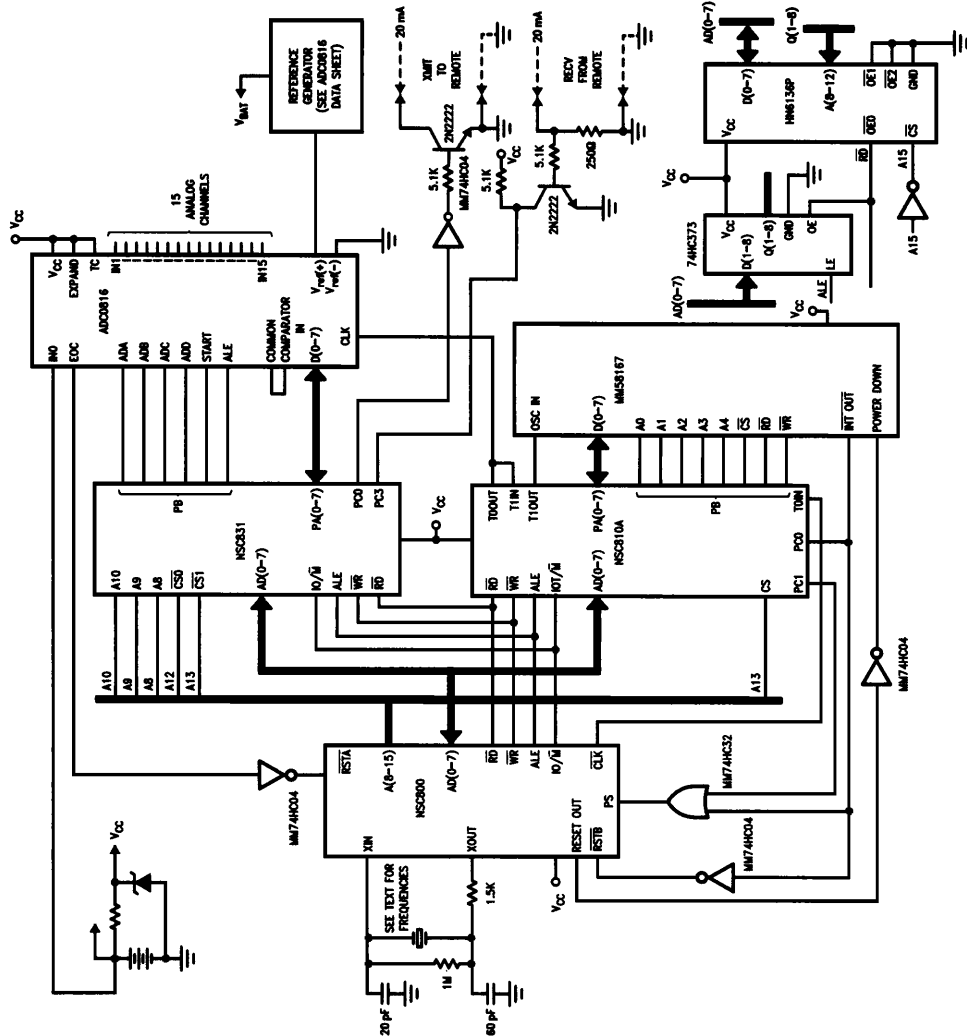 VCC
VCC
VBAT
REFERENCE
GENERATOR
(SEE ADC0816
DATA SHEET)
15
ANALOG
CHANNELS
IN0
EOC
VCC
EXPAND
TC
ADC0816
IN1
IN15
ADA
ADB
ADC
ADD
START
ALE
COMMON
COMPARATOR
IN
D(0-7)
CLK
Vref(+)
Vref(-)
20 mA
XMIT
TO
REMOTE
2N2222
5.1K
MM74HC04
VCC
5.1K
5.1K
20 mA
RECV
FROM
REMOTE
250Ω
2N2222
A10
A9
A8
CS0
CS1
PB
NSC831
AD(0-7)
PA(0-7)
IO/M
ALE
WR
RD
PC0
PC3
VCC
A10
A9
A8
A12
A13
A13
T0OUT
T1IN
T1OUT
RD
WR
ALE
IOT/M
AD(0-7)
PA(0-7)
NSC810A
PB
CS
PC1
PC0
T0IN
OSC IN
D(0-7)
MM58167
A0
A1
A2
A3
A4
CS
RD
WR
INT OUT
POWER DOWN
VCC
AD(0-7)
74HC373
VCC
D(1-8)
Q(1-8)
GND
OE
LE
ALE
VCC
AD(0-7)
Q(1-8)
D(0-7)
A(8-12)
VCC
HN6136P
OE1
OE2
GND
OE0
CS
RD
A15
A15
MM74HC04
RSTA
A(8-15)
AD(0-7)
NSC800
XIN
XOUT
RD
WR
ALE
IO/M
CLK
PS
RESET OUT
RSTB
VCC
SEE TEXT FOR
FREQUENCIES
1M
1.5K
20 pF
60 pF
MM74HC32
MM74HC04
MM74HC04